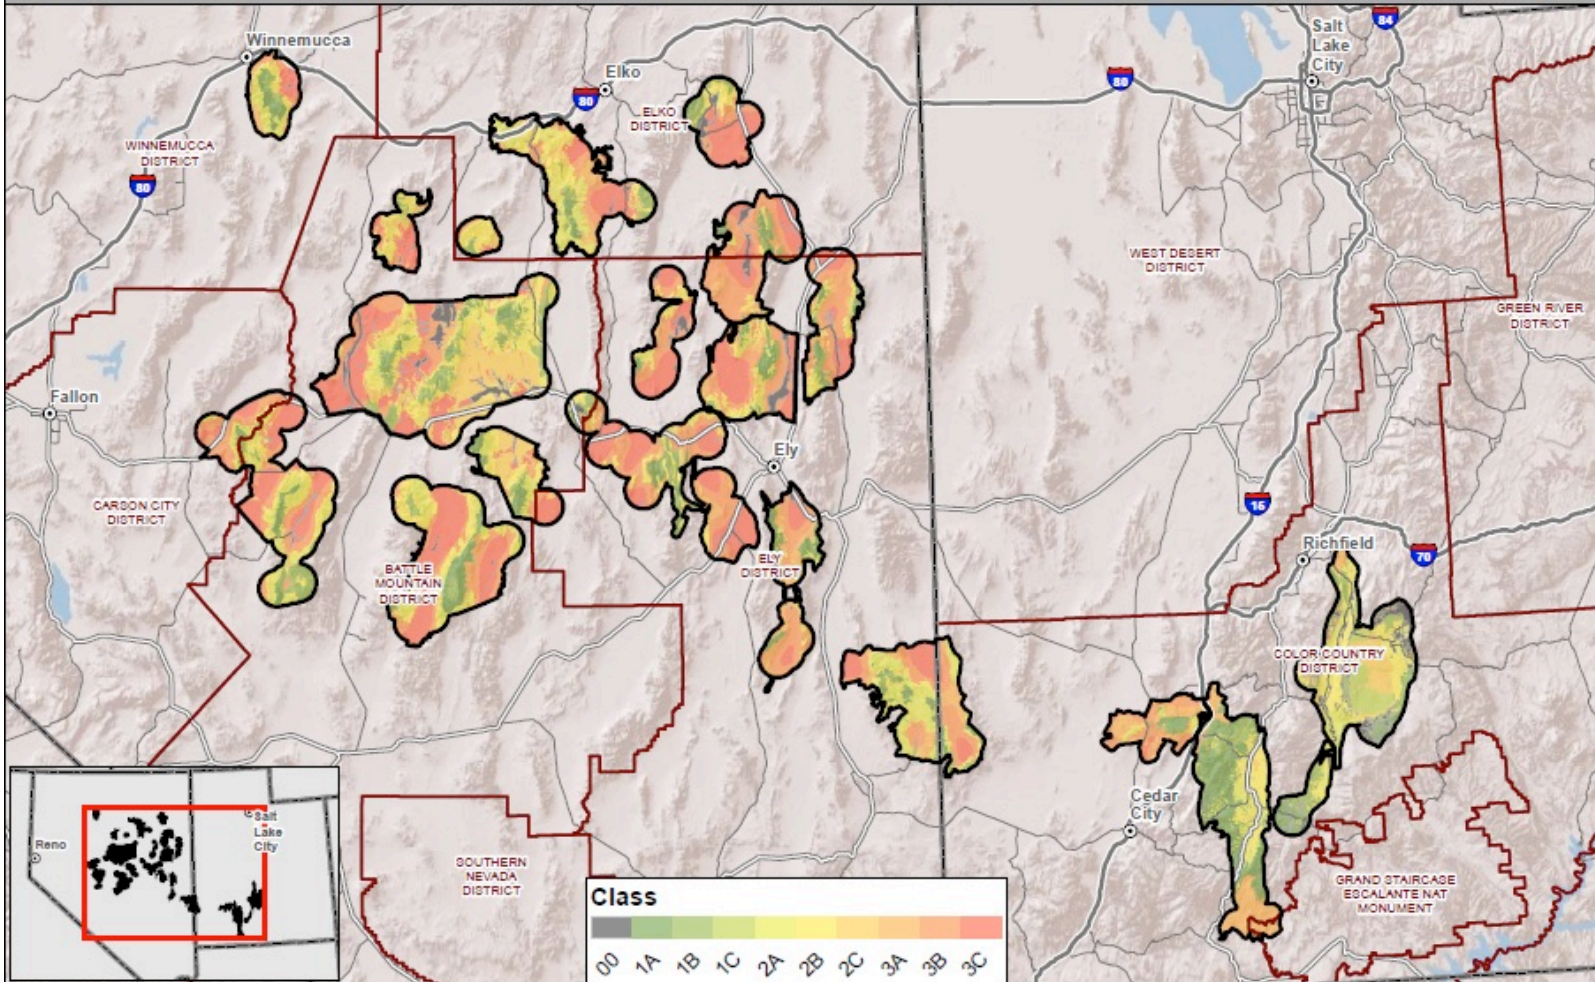 Winnemucca
Salt
Lake
City
84
80
Elko
80
ELKO
DISTRICT
WINNEMUCCA
DISTRICT
80
WEST DESERT
DISTRICT
GREEN RIVER
DISTRICT
Fallon
Ely
CARSON CITY
DISTRICT
15
Richfield
70
BATTLE
MOUNTAIN
DISTRICT
ELY
DISTRICT
COLOR COUNTRY
DISTRICT
Cedar
City
Reno
Salt
Lake
City
SOUTHERN
NEVADA
DISTRICT
GRAND STAIRCASE
ESCALANTE NAT
MONUMENT
Class
00 1A 1B 1C 2A 2B 2C 3A 3B 3C